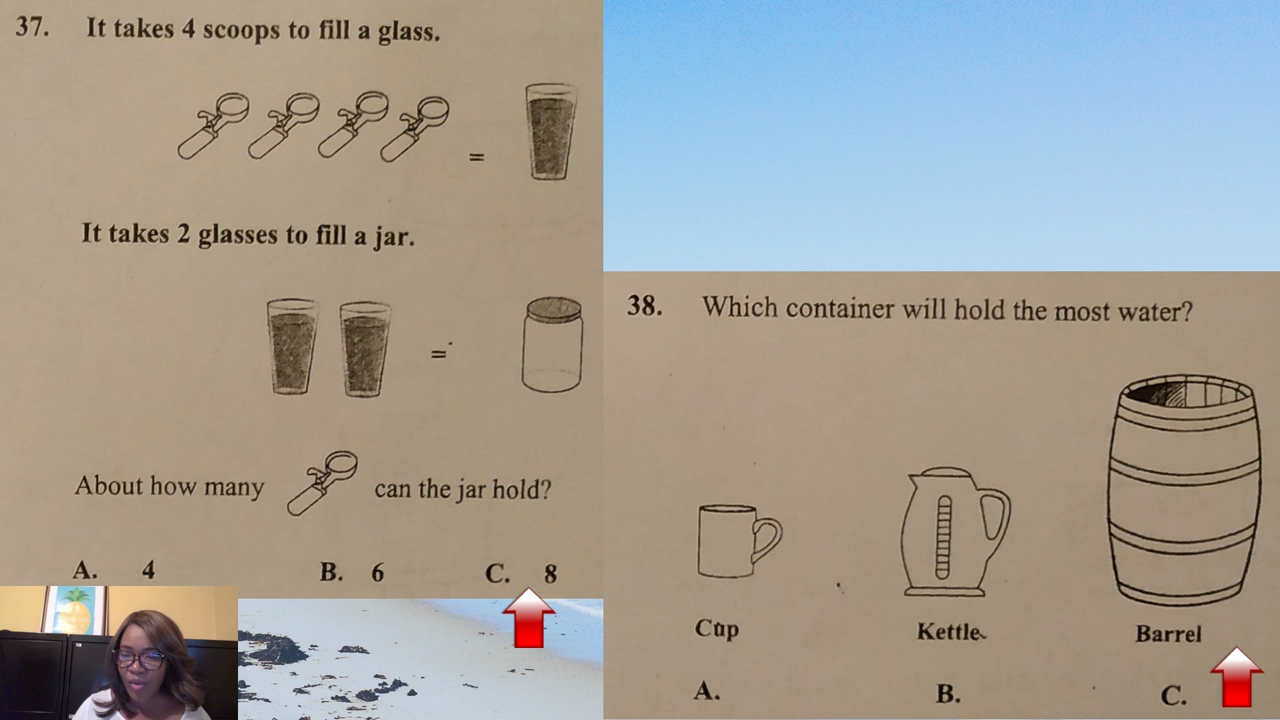 37. It takes 4 scoops to fill a glass.
=
It takes 2 glasses to fill a jar.
=
About how many can the jar hold?
A. 4 B. 6 C. 8
38. Which container will hold the most water?
Cup Kettle Barrel
A. B. C.